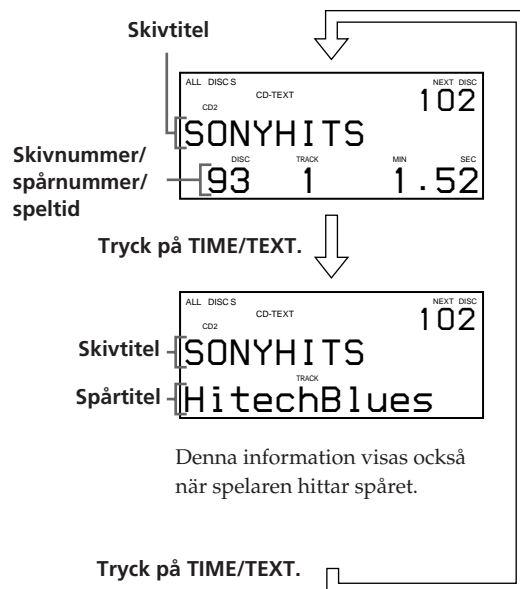 Skivtitel
ALL DISC S
NEXT DISC
CD-TEXT
102
CD2
SONYHITS
Skivnummer/
spårnummer/
speltid
DISC TRACK MIN SEC
93 1 1.52
Tryck på TIME/TEXT.
ALL DISC S
NEXT DISC
CD-TEXT
102
CD2
Skivtitel
SONYHITS
TRACK
Spårtitel
HitechBlues
Denna information visas också
när spelaren hittar spåret.
Tryck på TIME/TEXT.